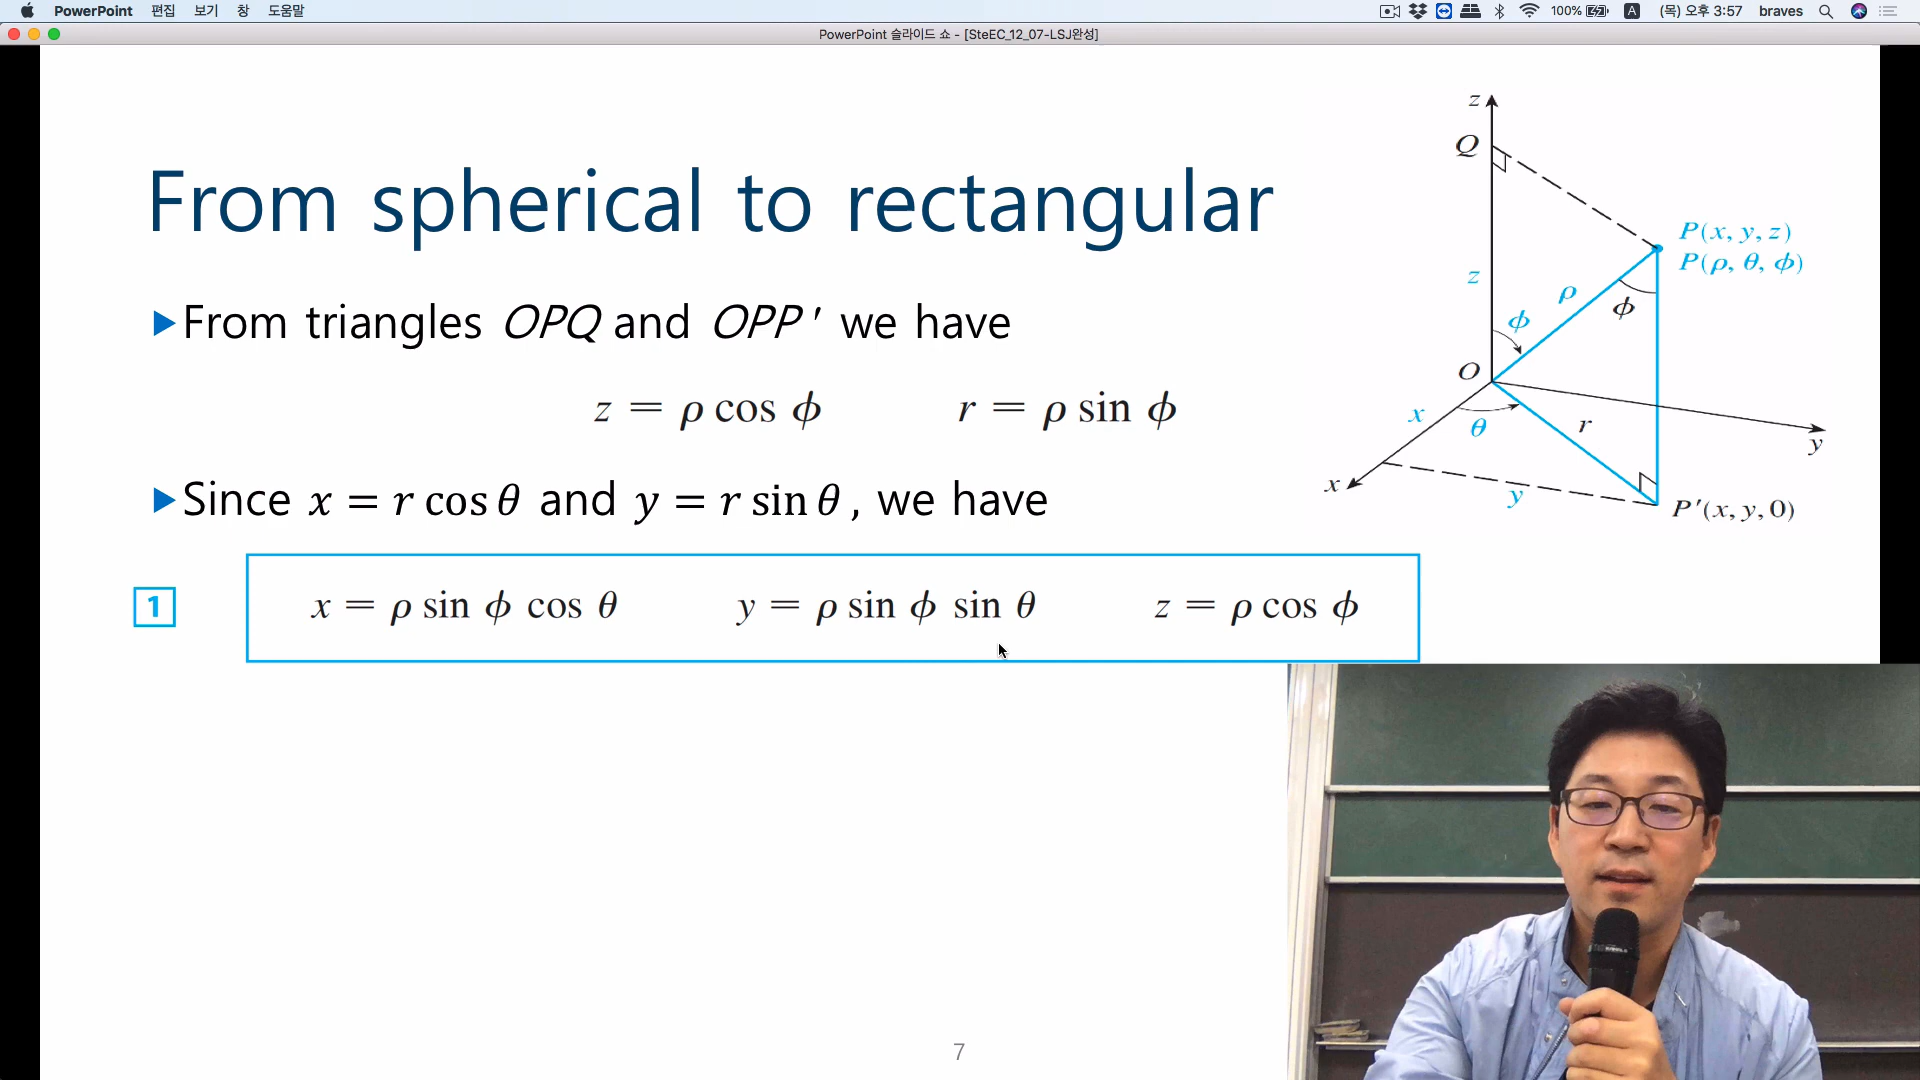 PowerPoint 편집 보기 창 도움말 100% A (목) 오후 3:57 braves
PowerPoint 슬라이드 쇼 - [SteEC_12_07-LSJ완성]
From spherical to rectangular
▶From triangles OPQ and OPP ′ we have
z = ρ cos ϕ r = ρ sin ϕ
▶Since x = r cos θ and y = r sin θ , we have
1 x = ρ sin ϕ cos θ y = ρ sin ϕ sin θ z = ρ cos ϕ
z
Q
P(x, y, z)
P(ρ, θ, ϕ)
z
ρ
ϕ
ϕ
O
x
θ
r
y
x
y
P′(x, y, 0)
7